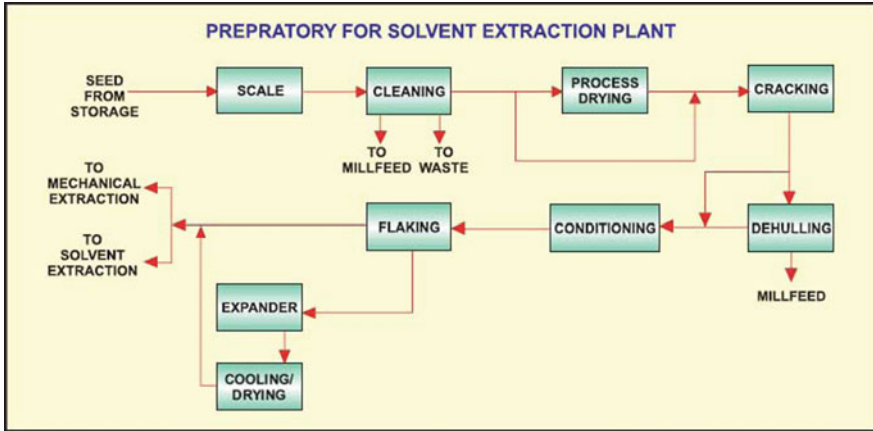 PREPRATORY FOR SOLVENT EXTRACTION PLANT
SEED
FROM
STORAGE
SCALE
CLEANING
PROCESS
DRYING
CRACKING
TO
MILLFEED
TO
WASTE
TO
MECHANICAL
EXTRACTION
TO
SOLVENT
EXTRACTION
FLAKING
CONDITIONING
DEHULLING
MILLFEED
EXPANDER
COOLING/
DRYING